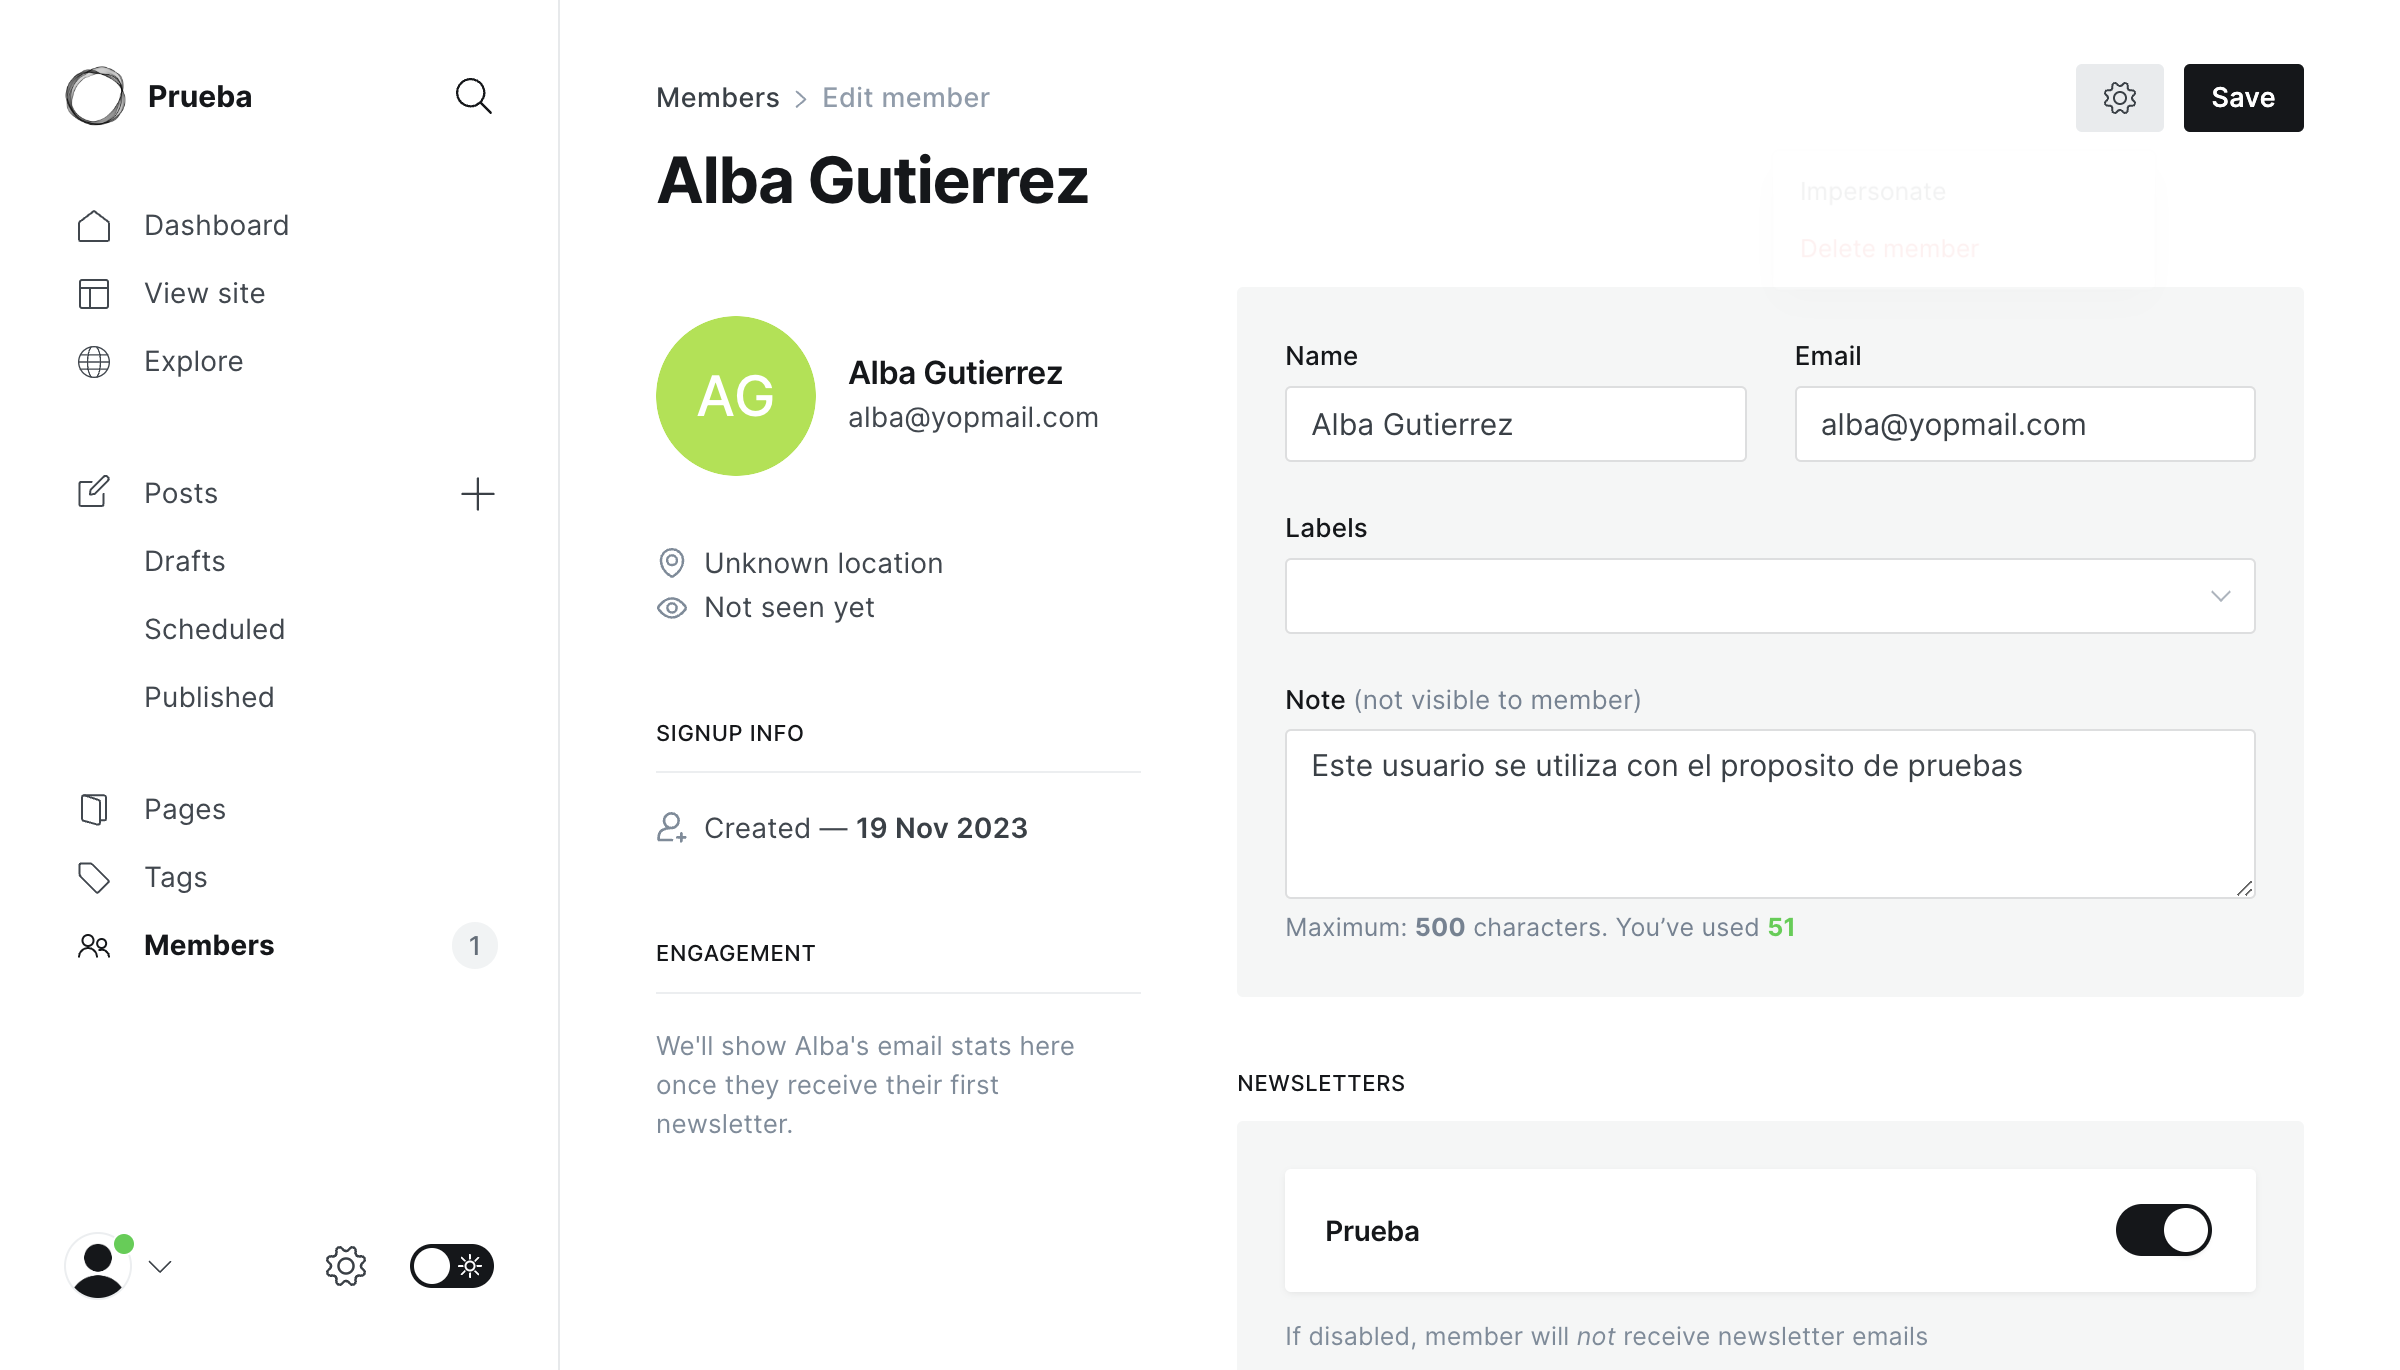 Prueba
Dashboard
View site
Explore
Posts
Drafts
Scheduled
Published
Pages
Tags
Members
1
Members > Edit member
Save
Alba Gutierrez
Impersonate
Delete member
AG
Alba Gutierrez
alba@yopmail.com
Unknown location
Not seen yet
SIGNUP INFO
Created — 19 Nov 2023
ENGAGEMENT
We'll show Alba's email stats here
once they receive their first
newsletter.
Name
Alba Gutierrez
Email
alba@yopmail.com
Labels
Note (not visible to member)
Este usuario se utiliza con el proposito de pruebas
Maximum: 500 characters. You’ve used 51
NEWSLETTERS
Prueba
If disabled, member will not receive newsletter emails